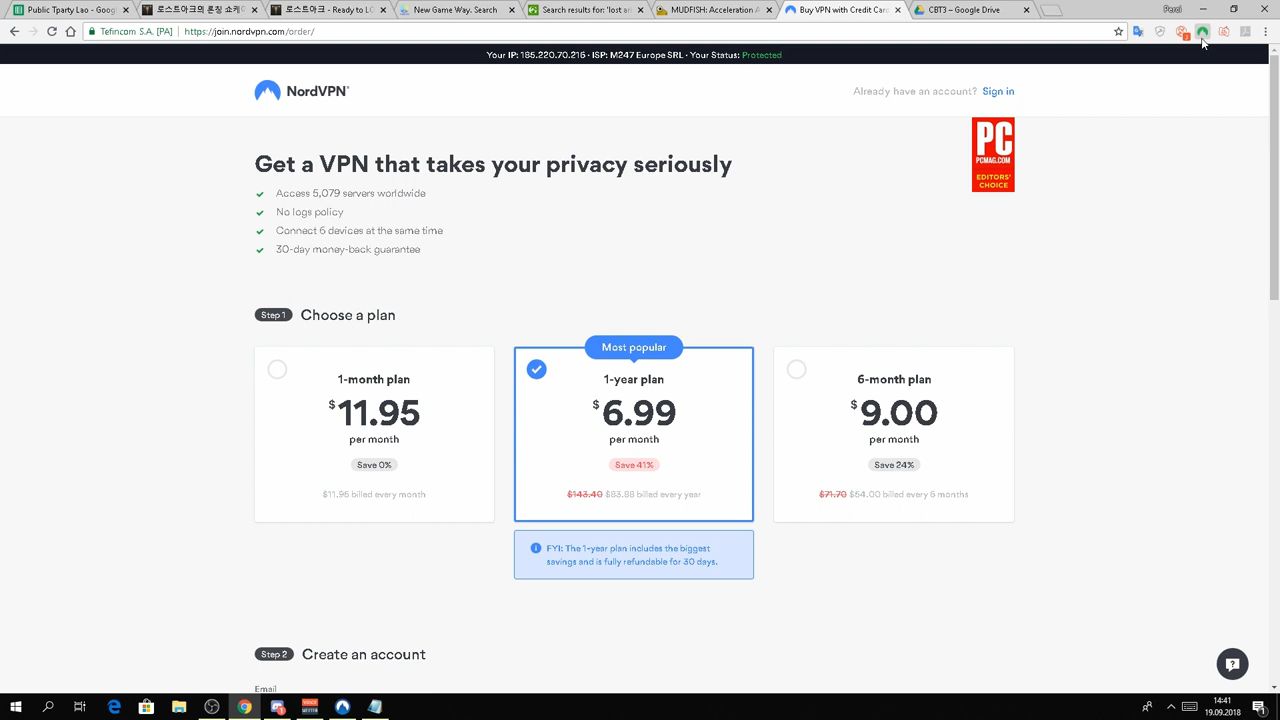 Public Tparty Lao - Goog
로스트아크의 론칭 쇼케이
로스트아크 - Ready to LO
New Game Way. Search
Search results for: 'lost ar
MUDFISH: Acceleration A
Buy VPN with Credit Card
CBT3 – Google Drive
Tefincom S.A. [PA]
https://join.nordvpn.com/order/
Your IP: 185.220.70.216 · ISP: M247 Europe SRL · Your Status: Protected
NordVPN®
Already have an account? Sign in
PC
PCMAG.COM
EDITORS'
CHOICE
Get a VPN that takes your privacy seriously
Access 5,079 servers worldwide
No logs policy
Connect 6 devices at the same time
30-day money-back guarantee
Step 1
Choose a plan
Most popular
1-month plan
$11.95
per month
Save 0%
$11.95 billed every month
1-year plan
$6.99
per month
Save 41%
$143.40 $83.88 billed every year
6-month plan
$9.00
per month
Save 24%
$71.70 $54.00 billed every 6 months
FYI: The 1-year plan includes the biggest
savings and is fully refundable for 30 days.
Step 2
Create an account
Email
14:41
19.09.2018